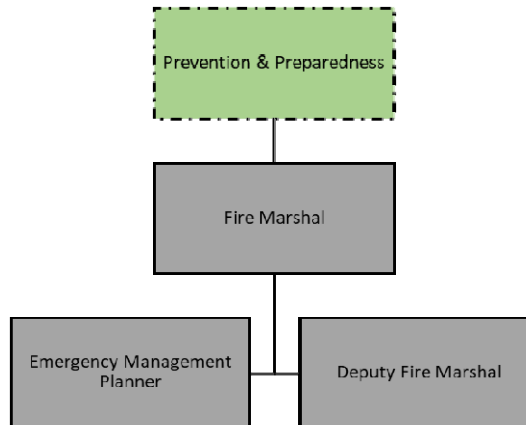 Prevention & Preparedness
Fire Marshal
Emergency Management
Planner
Deputy Fire Marshal